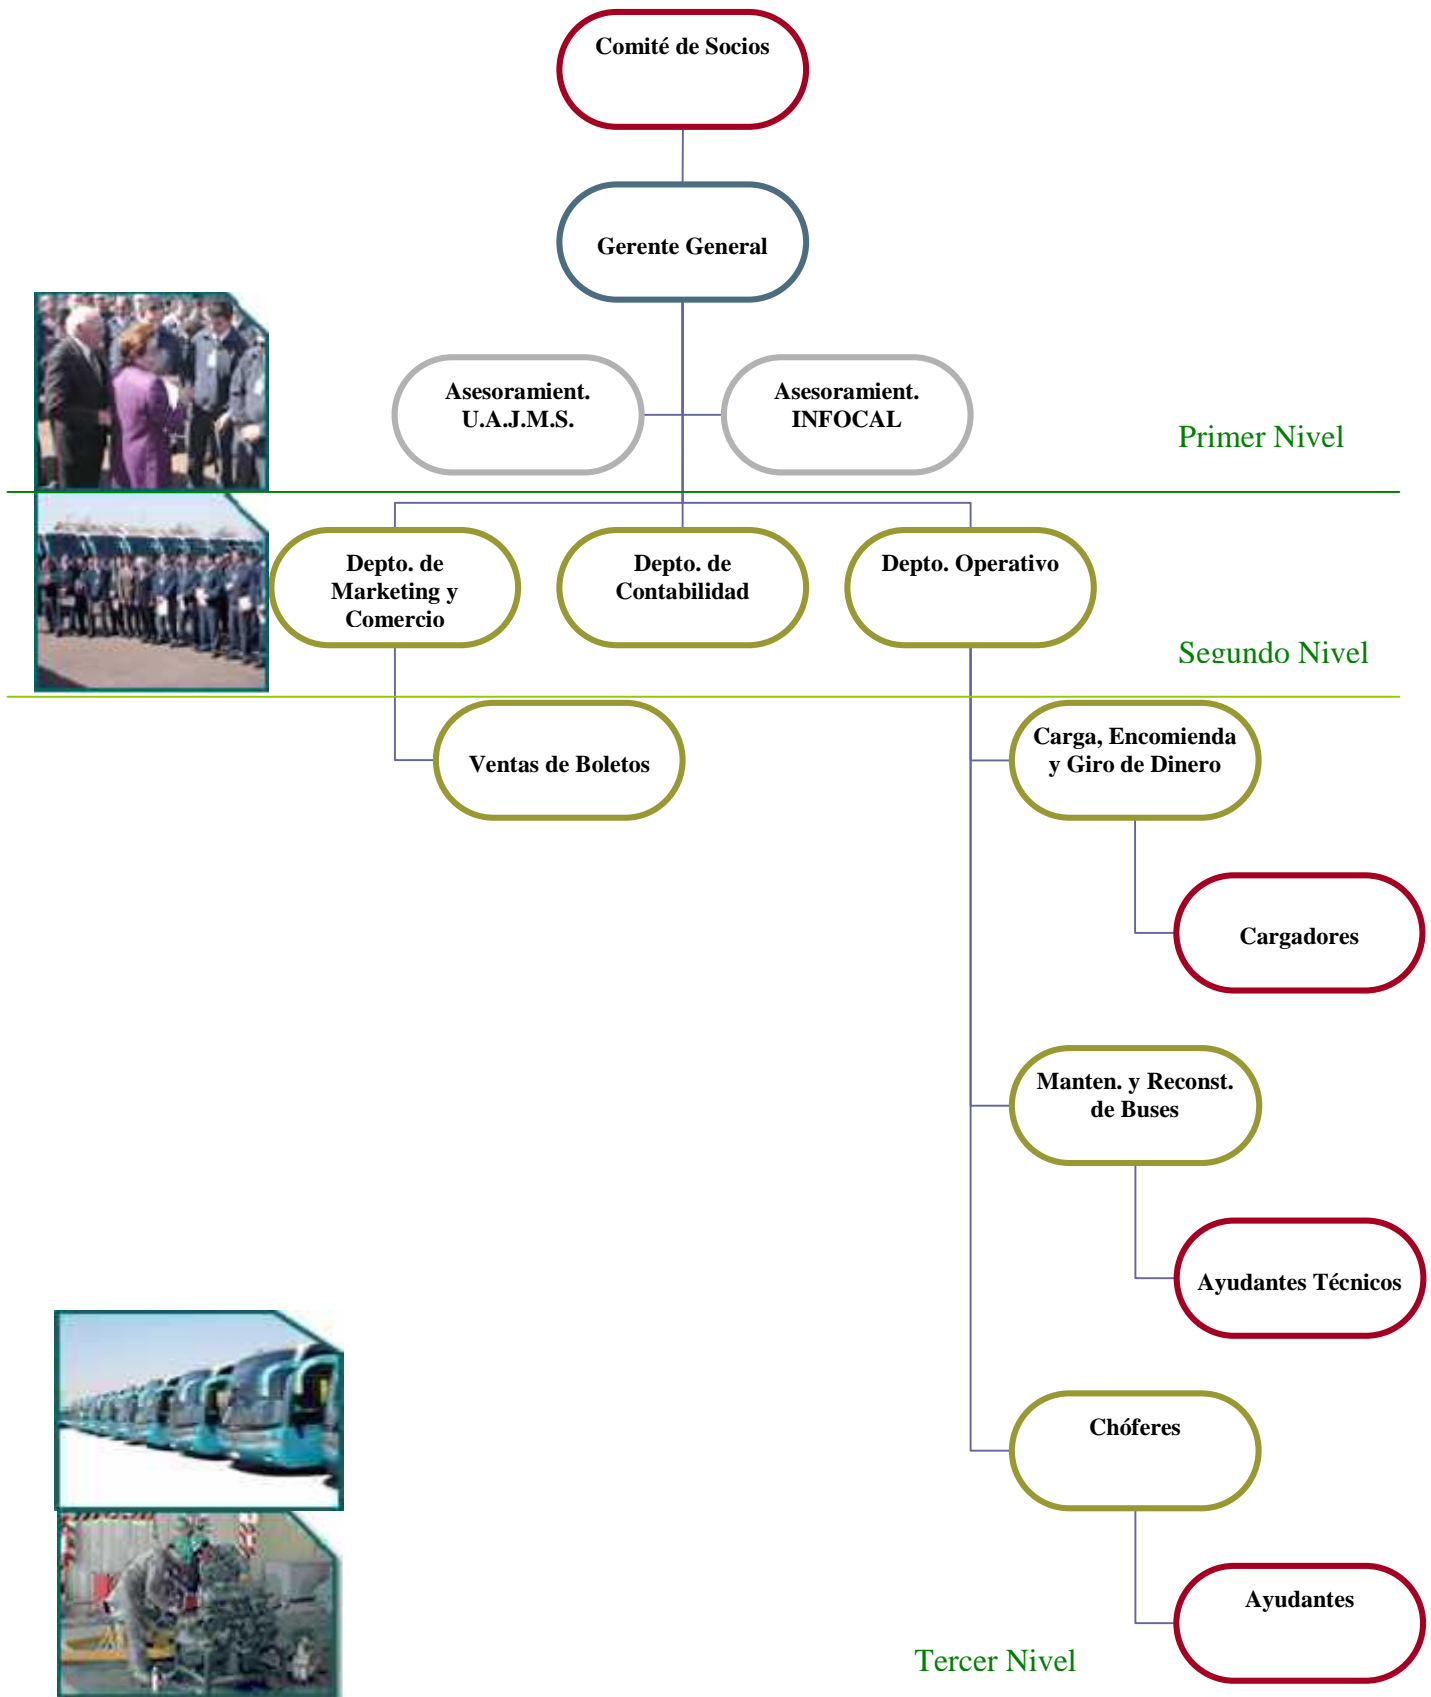 Comité de Socios
Gerente General
Asesoramient.
U.A.J.M.S.
Asesoramient.
INFOCAL
Primer Nivel
Depto. de
Marketing y
Comercio
Depto. de
Contabilidad
Depto. Operativo
Segundo Nivel
Ventas de Boletos
Carga, Encomienda
y Giro de Dinero
Cargadores
Manten. y Reconst.
de Buses
Ayudantes Técnicos
Chóferes
Ayudantes
Tercer Nivel